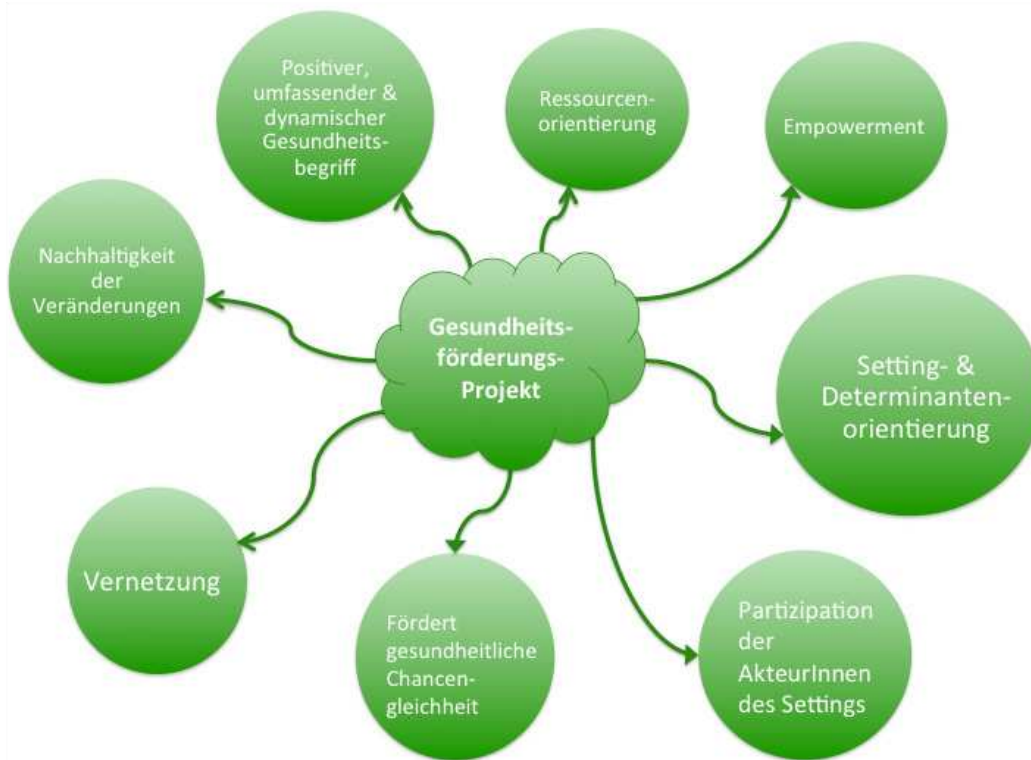 Positiver,
umfassender &
dynamischer
Gesundheits-
begriff
Ressourcen-
orientierung
Empowerment
Nachhaltigkeit
der
Veränderungen
Gesundheits-
förderungs-
Projekt
Setting- &
Determinanten-
orientierung
Vernetzung
Fördert
gesundheitliche
Chancen-
gleichheit
Partizipation
der
AkteurInnen
des Settings